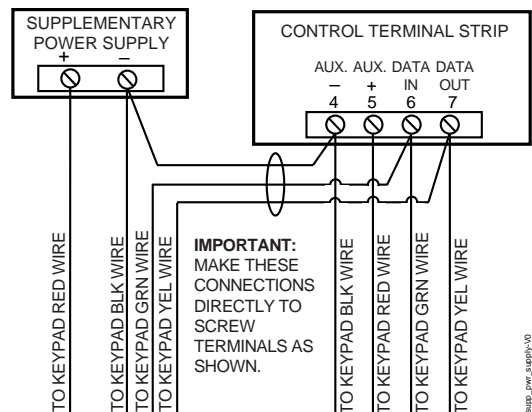 SUPPLEMENTARY
POWER SUPPLY
+ –
CONTROL TERMINAL STRIP
AUX. AUX. DATA DATA
– + IN OUT
4 5 6 7
IMPORTANT:
MAKE THESE
CONNECTIONS
DIRECTLY TO
SCREW
TERMINALS AS
SHOWN.
TO KEYPAD RED WIRE
TO KEYPAD BLK WIRE
TO KEYPAD GRN WIRE
TO KEYPAD YEL WIRE
TO KEYPAD BLK WIRE
TO KEYPAD RED WIRE
TO KEYPAD GRN WIRE
TO KEYPAD YEL WIRE
supp_pwr_supply-V0